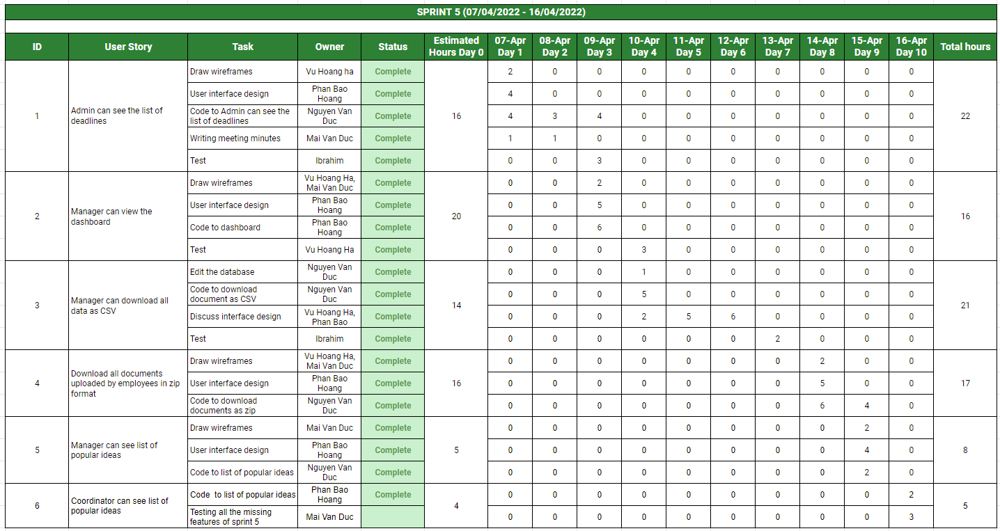 SPRINT 5 (07/04/2022 - 16/04/2022)
ID User Story Task Owner Status Estimated Hours Day 0 07-Apr Day 1 08-Apr Day 2 09-Apr Day 3 10-Apr Day 4 11-Apr Day 5 12-Apr Day 6 13-Apr Day 7 14-Apr Day 8 15-Apr Day 9 16-Apr Day 10 Total hours
1 Admin can see the list of deadlines Draw wireframes Vu Hoang ha Complete 16 2 0 0 0 0 0 0 0 0 0 22
User interface design Phan Bao Hoang Complete 4 0 0 0 0 0 0 0 0 0
Code to Admin can see the list of deadlines Nguyen Van Duc Complete 4 3 4 0 0 0 0 0 0 0
Writing meeting minutes Mai Van Duc Complete 1 1 0 0 0 0 0 0 0 0
Test Ibrahim Complete 0 0 3 0 0 0 0 0 0 0
2 Manager can view the dashboard Draw wireframes Vu Hoang Ha, Mai Van Duc Complete 20 0 0 2 0 0 0 0 0 0 0 16
User interface design Phan Bao Hoang Complete 0 0 5 0 0 0 0 0 0 0
Code to dashboard Phan Bao Hoang Complete 0 0 6 0 0 0 0 0 0 0
Test Vu Hoang Ha Complete 0 0 0 3 0 0 0 0 0 0
3 Manager can download all data as CSV Edit the database Nguyen Van Duc Complete 14 0 0 0 1 0 0 0 0 0 0 21
Code to download document as CSV Nguyen Van Duc Complete 0 0 0 5 0 0 0 0 0 0
Discuss interface design Vu Hoang Ha, Phan Bao Complete 0 0 0 2 5 6 0 0 0 0
Test Ibrahim Complete 0 0 0 0 0 0 2 0 0 0
4 Download all documents uploaded by employees in zip format Draw wireframes Vu Hoang Ha, Mai Van Duc Complete 16 0 0 0 0 0 0 0 2 0 0 17
User interface design Phan Bao Hoang Complete 0 0 0 0 0 0 0 5 0 0
Code to download documents as zip Nguyen Van Duc Complete 0 0 0 0 0 0 0 6 4 0
5 Manager can see list of popular ideas Draw wireframes Mai Van Duc Complete 5 0 0 0 0 0 0 0 0 2 0 8
User interface design Phan Bao Hoang Complete 0 0 0 0 0 0 0 0 4 0
Code to list of popular ideas Nguyen Van Duc Complete 0 0 0 0 0 0 0 0 2 0
6 Coordinator can see list of popular ideas Code to list of popular ideas Phan Bao Hoang Complete 4 0 0 0 0 0 0 0 0 0 2 5
Testing all the missing features of sprint 5 Mai Van Duc 0 0 0 0 0 0 0 0 0 3